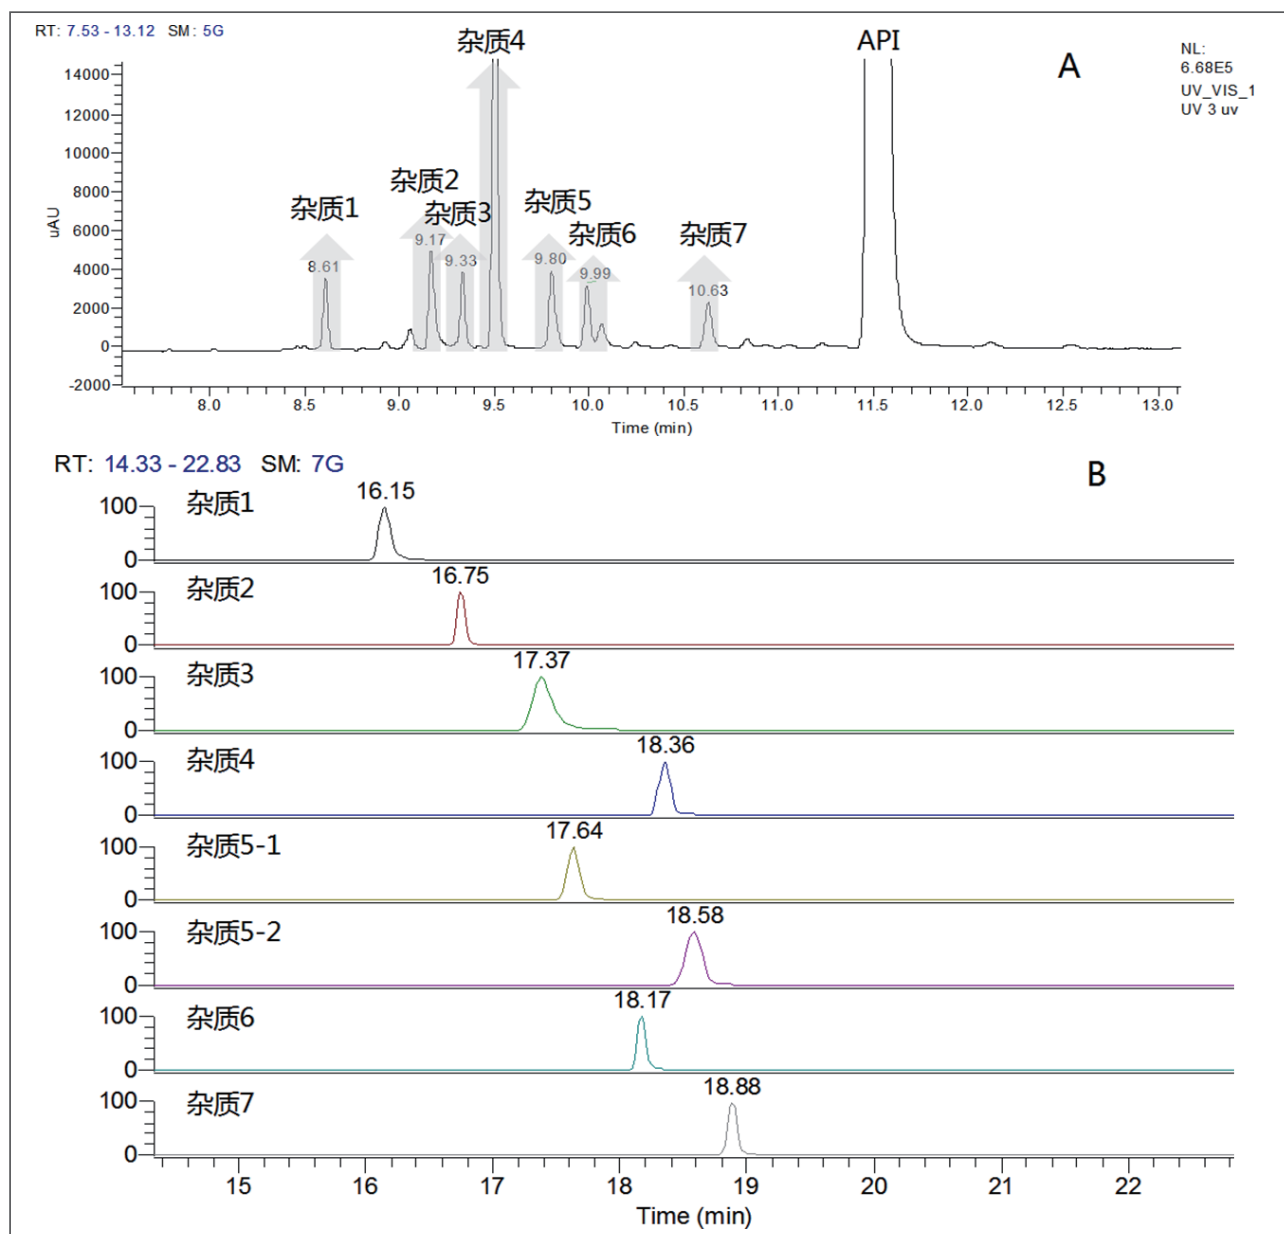 RT: 7.53 - 13.12 SM: 5G
杂质4
API
A
NL:
6.68E5
UV_VIS_1
UV 3 uv
14000
12000
10000
8000
6000
4000
2000
0
-2000
uAU
杂质1
杂质2
杂质3
杂质5
杂质6
杂质7
8.61
9.17
9.33
9.80
9.99
10.63
8.0 8.5 9.0 9.5 10.0 10.5 11.0 11.5 12.0 12.5 13.0
Time (min)
RT: 14.33 - 22.83 SM: 7G
B
杂质1
16.15
100
0
杂质2
16.75
100
0
杂质3
17.37
100
0
杂质4
18.36
100
0
杂质5-1
17.64
100
0
杂质5-2
18.58
100
0
杂质6
18.17
100
0
杂质7
18.88
100
0
15 16 17 18 19 20 21 22
Time (min)